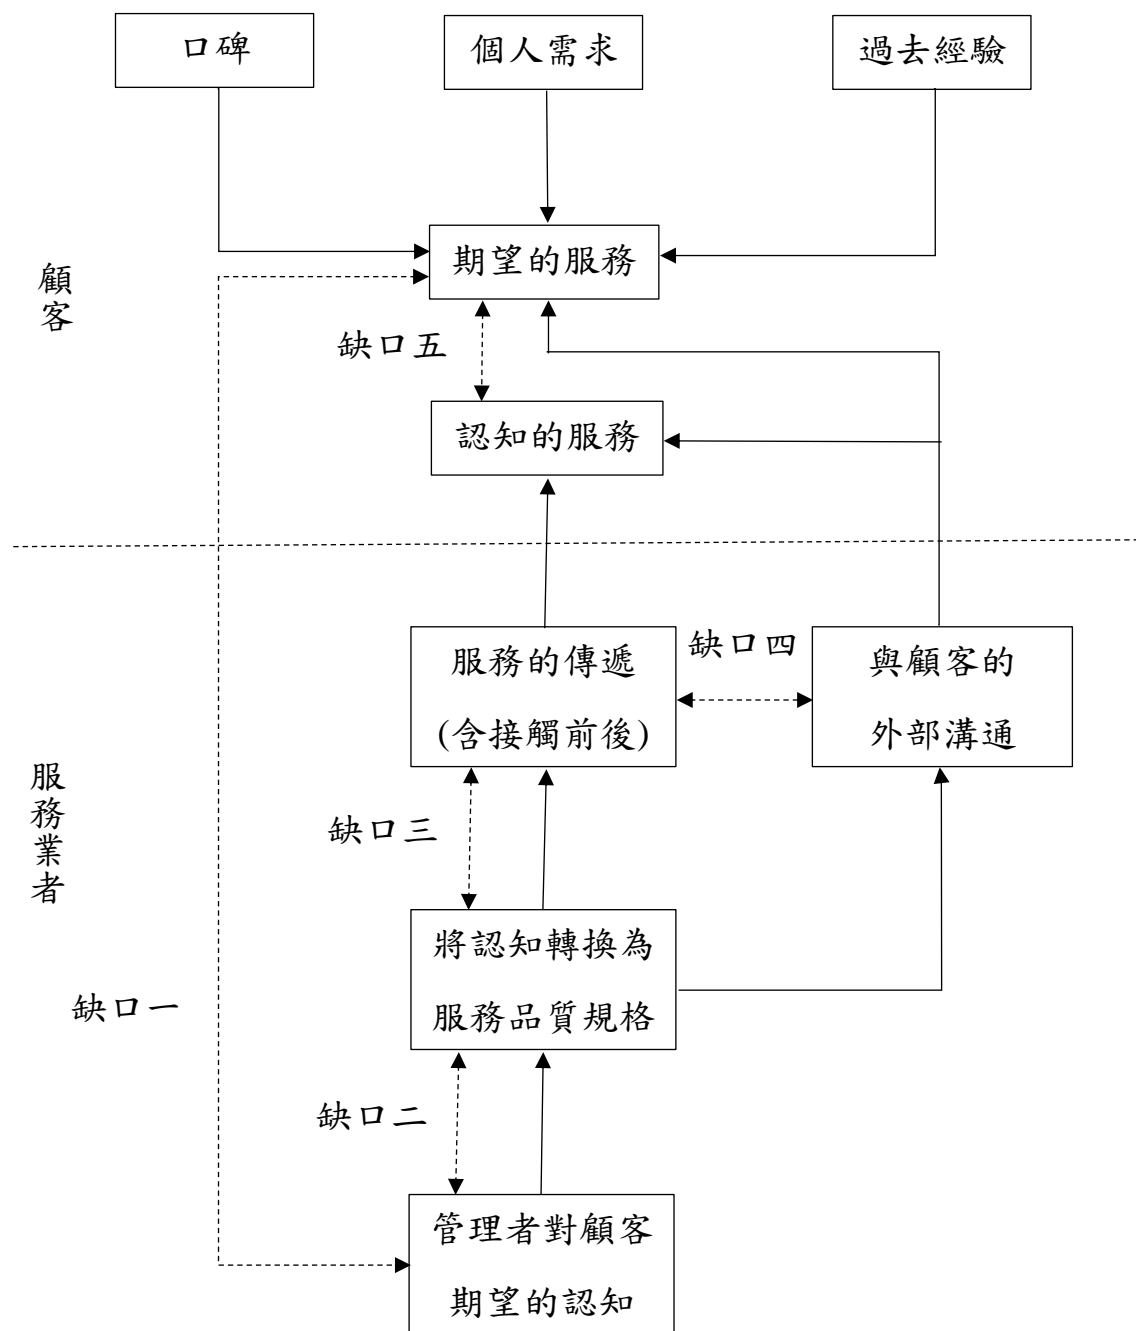 口碑
個人需求
過去經驗
期望的服務
顧客
缺口五
認知的服務
服務的傳遞
(含接觸前後)
缺口四
與顧客的
外部溝通
服務業者
缺口三
將認知轉換為
服務品質規格
缺口一
缺口二
管理者對顧客
期望的認知